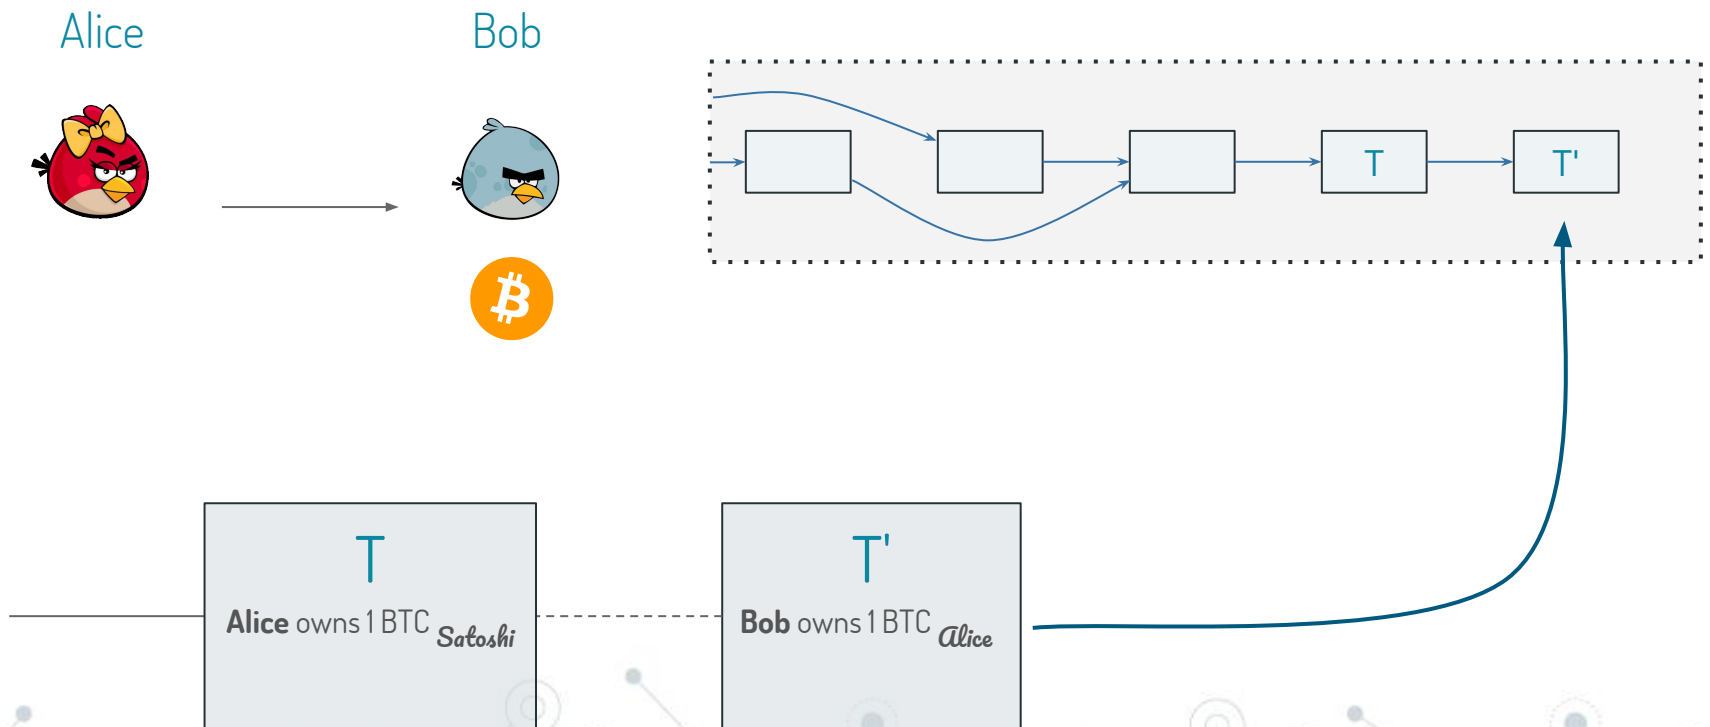 Alice
Bob
T
T'
T
Alice owns 1 BTC Satoshi
T'
Bob owns 1 BTC Alice